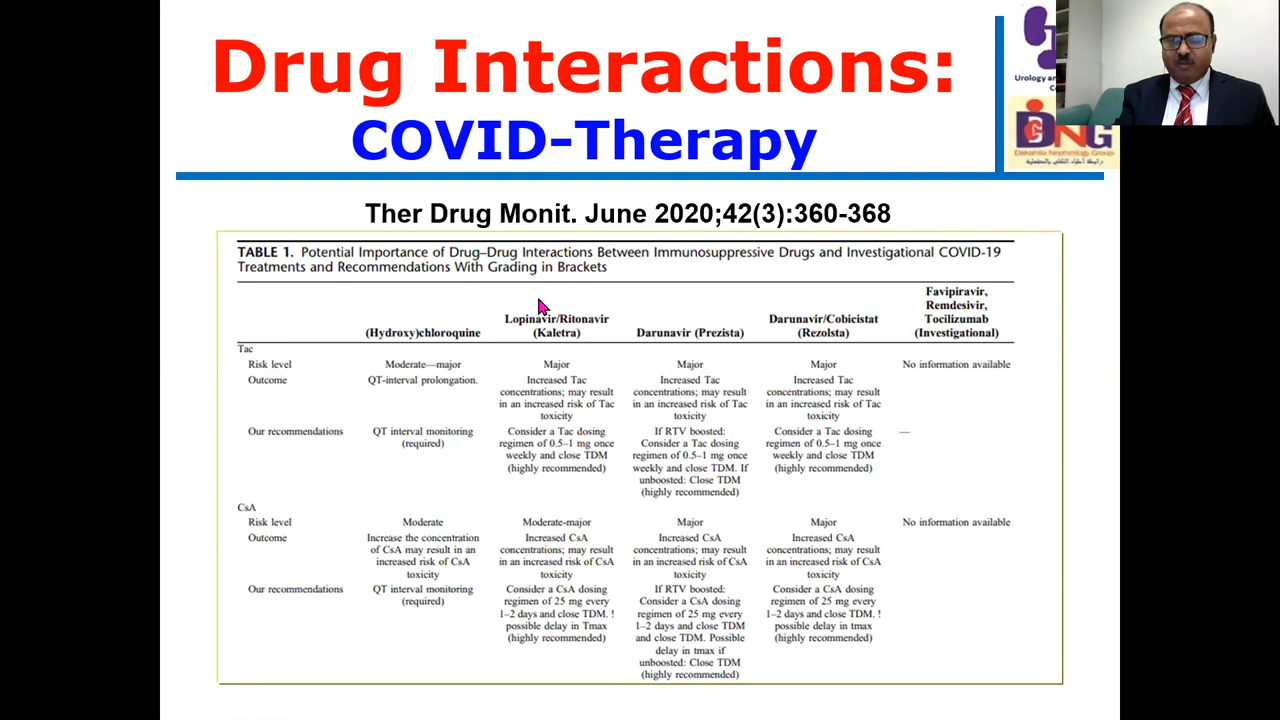 Drug Interactions:
COVID-Therapy
Urology an
Co
DNG
Dakahlia Nephrology Group
Ther Drug Monit. June 2020;42(3):360-368
TABLE 1. Potential Importance of Drug–Drug Interactions Between Immunosuppressive Drugs and Investigational COVID-19
Treatments and Recommendations With Grading in Brackets
(Hydroxy)chloroquine
Lopinavir/Ritonavir
(Kaletra)
Darunavir (Prezista)
Darunavir/Cobicistat
(Rezolsta)
Favipiravir,
Remdesivir,
Tocilizumab
(Investigational)
Tac
Risk level
Moderate—major
Major
Major
Major
No information available
Outcome
QT-interval prolongation.
Increased Tac
concentrations; may result
in an increased risk of Tac
toxicity
Increased Tac
concentrations; may result
in an increased risk of Tac
toxicity
Increased Tac
concentrations; may result
in an increased risk of Tac
toxicity
Our recommendations
QT interval monitoring
(required)
Consider a Tac dosing
regimen of 0.5–1 mg once
weekly and close TDM
(highly recommended)
If RTV boosted:
Consider a Tac dosing
regimen of 0.5–1 mg once
weekly and close TDM. If
unboosted: Close TDM
(highly recommended)
Consider a Tac dosing
regimen of 0.5–1 mg once
weekly and close TDM
(highly recommended)
—
CsA
Risk level
Moderate
Moderate-major
Major
Major
No information available
Outcome
Increase the concentration
of CsA may result in an
increased risk of CsA
toxicity
Increased CsA
concentrations; may result
in an increased risk of CsA
toxicity
Increased CsA
concentrations; may result
in an increased risk of CsA
toxicity
Increased CsA
concentrations; may result
in an increased risk of CsA
toxicity
Our recommendations
QT interval monitoring
(required)
Consider a CsA dosing
regimen of 25 mg every
1–2 days and close TDM. !
possible delay in Tmax
(highly recommended)
If RTV boosted:
Consider a CsA dosing
regimen of 25 mg every
1–2 days and close TDM
and close TDM. Possible
delay in tmax if
unboosted: Close TDM
(highly recommended)
Consider a CsA dosing
regimen of 25 mg every
1–2 days and close TDM. !
possible delay in tmax
(highly recommended)